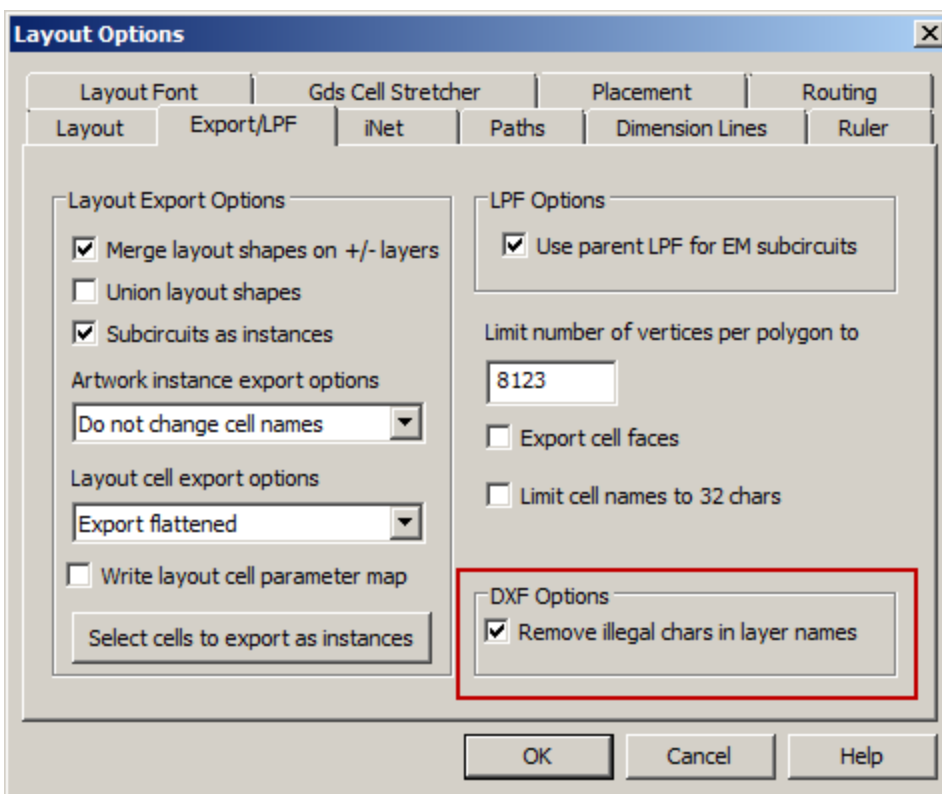 Layout Options
Layout Font
Gds Cell Stretcher
Placement
Routing
Layout
Export/LPF
iNet
Paths
Dimension Lines
Ruler
Layout Export Options
Merge layout shapes on +/- layers
Union layout shapes
Subcircuits as instances
Artwork instance export options
Do not change cell names
Layout cell export options
Export flattened
Write layout cell parameter map
Select cells to export as instances
LPF Options
Use parent LPF for EM subcircuits
Limit number of vertices per polygon to
8123
Export cell faces
Limit cell names to 32 chars
DXF Options
Remove illegal chars in layer names
OK
Cancel
Help